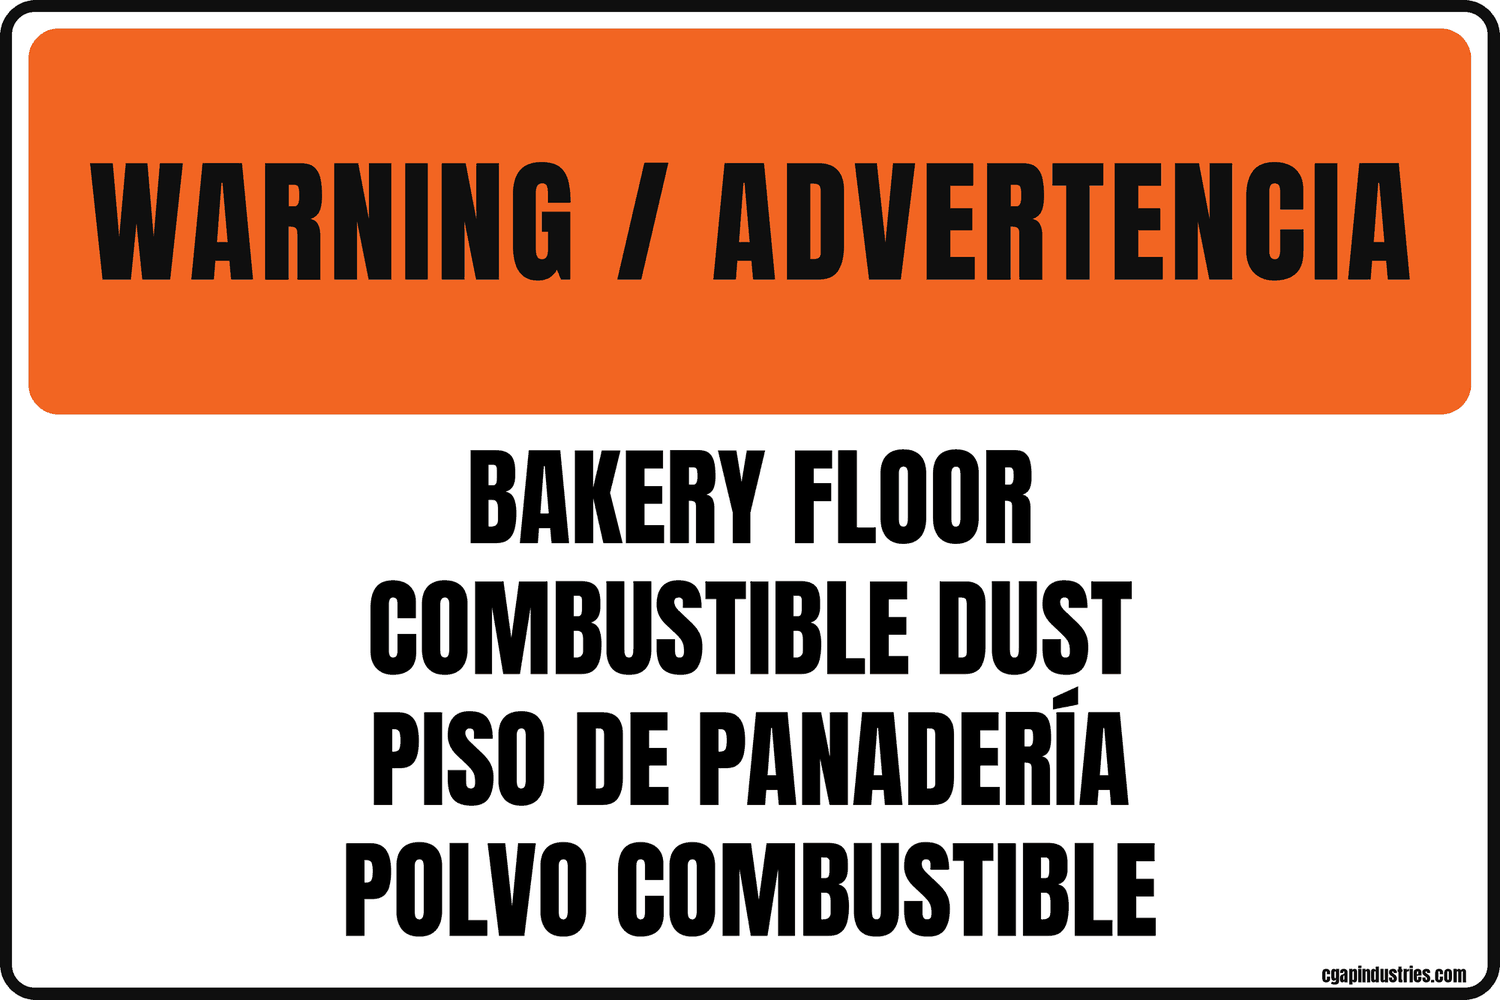 WARNING / ADVERTENCIA
BAKERY FLOOR
COMBUSTIBLE DUST
PISO DE PANADERÍA
POLVO COMBUSTIBLE
cgapindustries.com